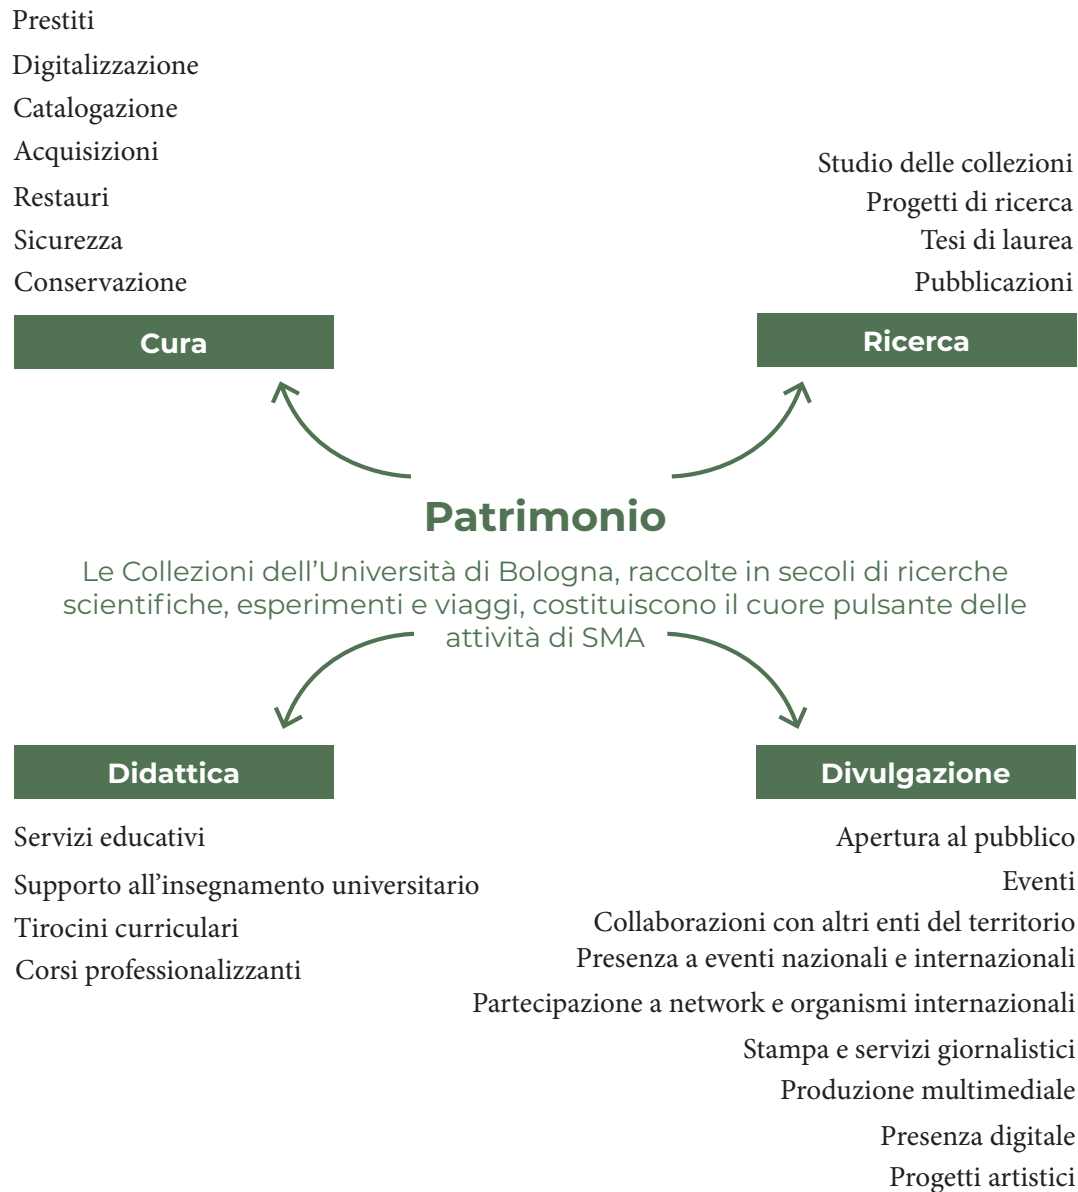 Prestiti
Digitalizzazione
Catalogazione
Acquisizioni
Restauri
Sicurezza
Conservazione
Cura
Studio delle collezioni
Progetti di ricerca
Tesi di laurea
Pubblicazioni
Ricerca
Patrimonio
Le Collezioni dell’Università di Bologna, raccolte in secoli di ricerche
scientifiche, esperimenti e viaggi, costituiscono il cuore pulsante delle
attività di SMA
Didattica
Servizi educativi
Supporto all’insegnamento universitario
Tirocini curriculari
Corsi professionalizzanti
Divulgazione
Apertura al pubblico
Eventi
Collaborazioni con altri enti del territorio
Presenza a eventi nazionali e internazionali
Partecipazione a network e organismi internazionali
Stampa e servizi giornalistici
Produzione multimediale
Presenza digitale
Progetti artistici